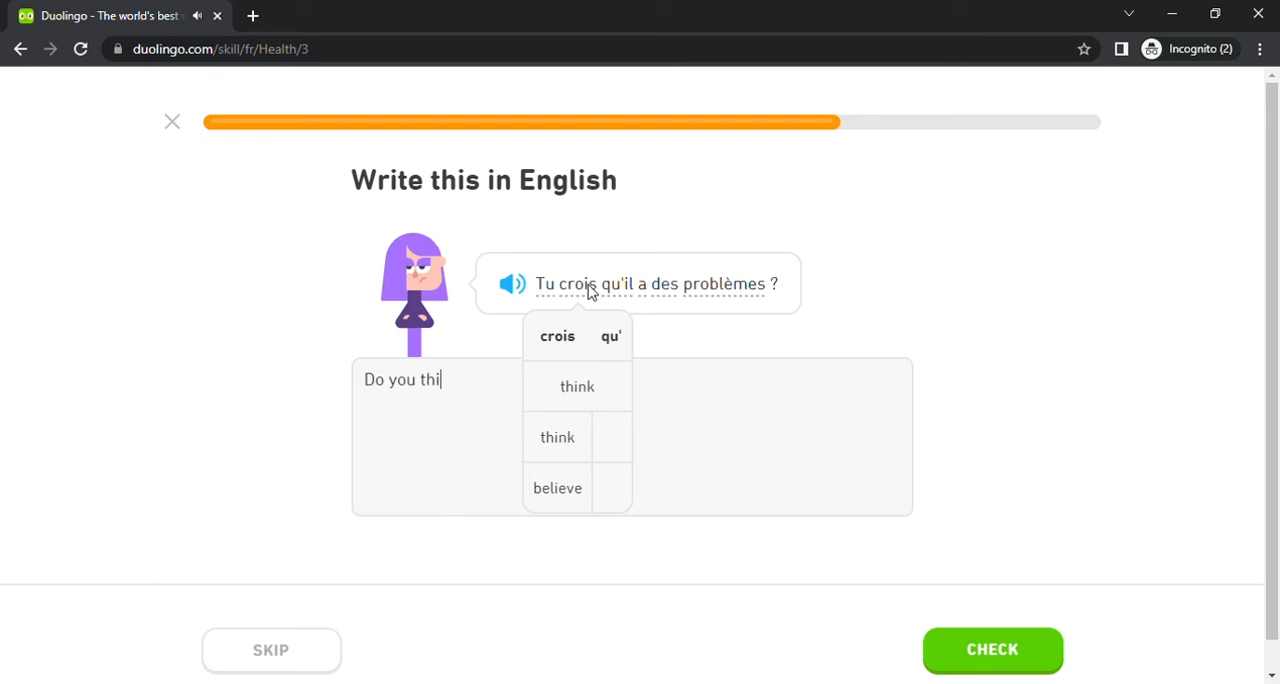 Duolingo - The world's best
duolingo.com/skill/fr/Health/3
Incognito (2)
Write this in English
Tu crois qu'il a des problèmes ?
crois qu'
think
think
believe
Do you thi
SKIP
CHECK